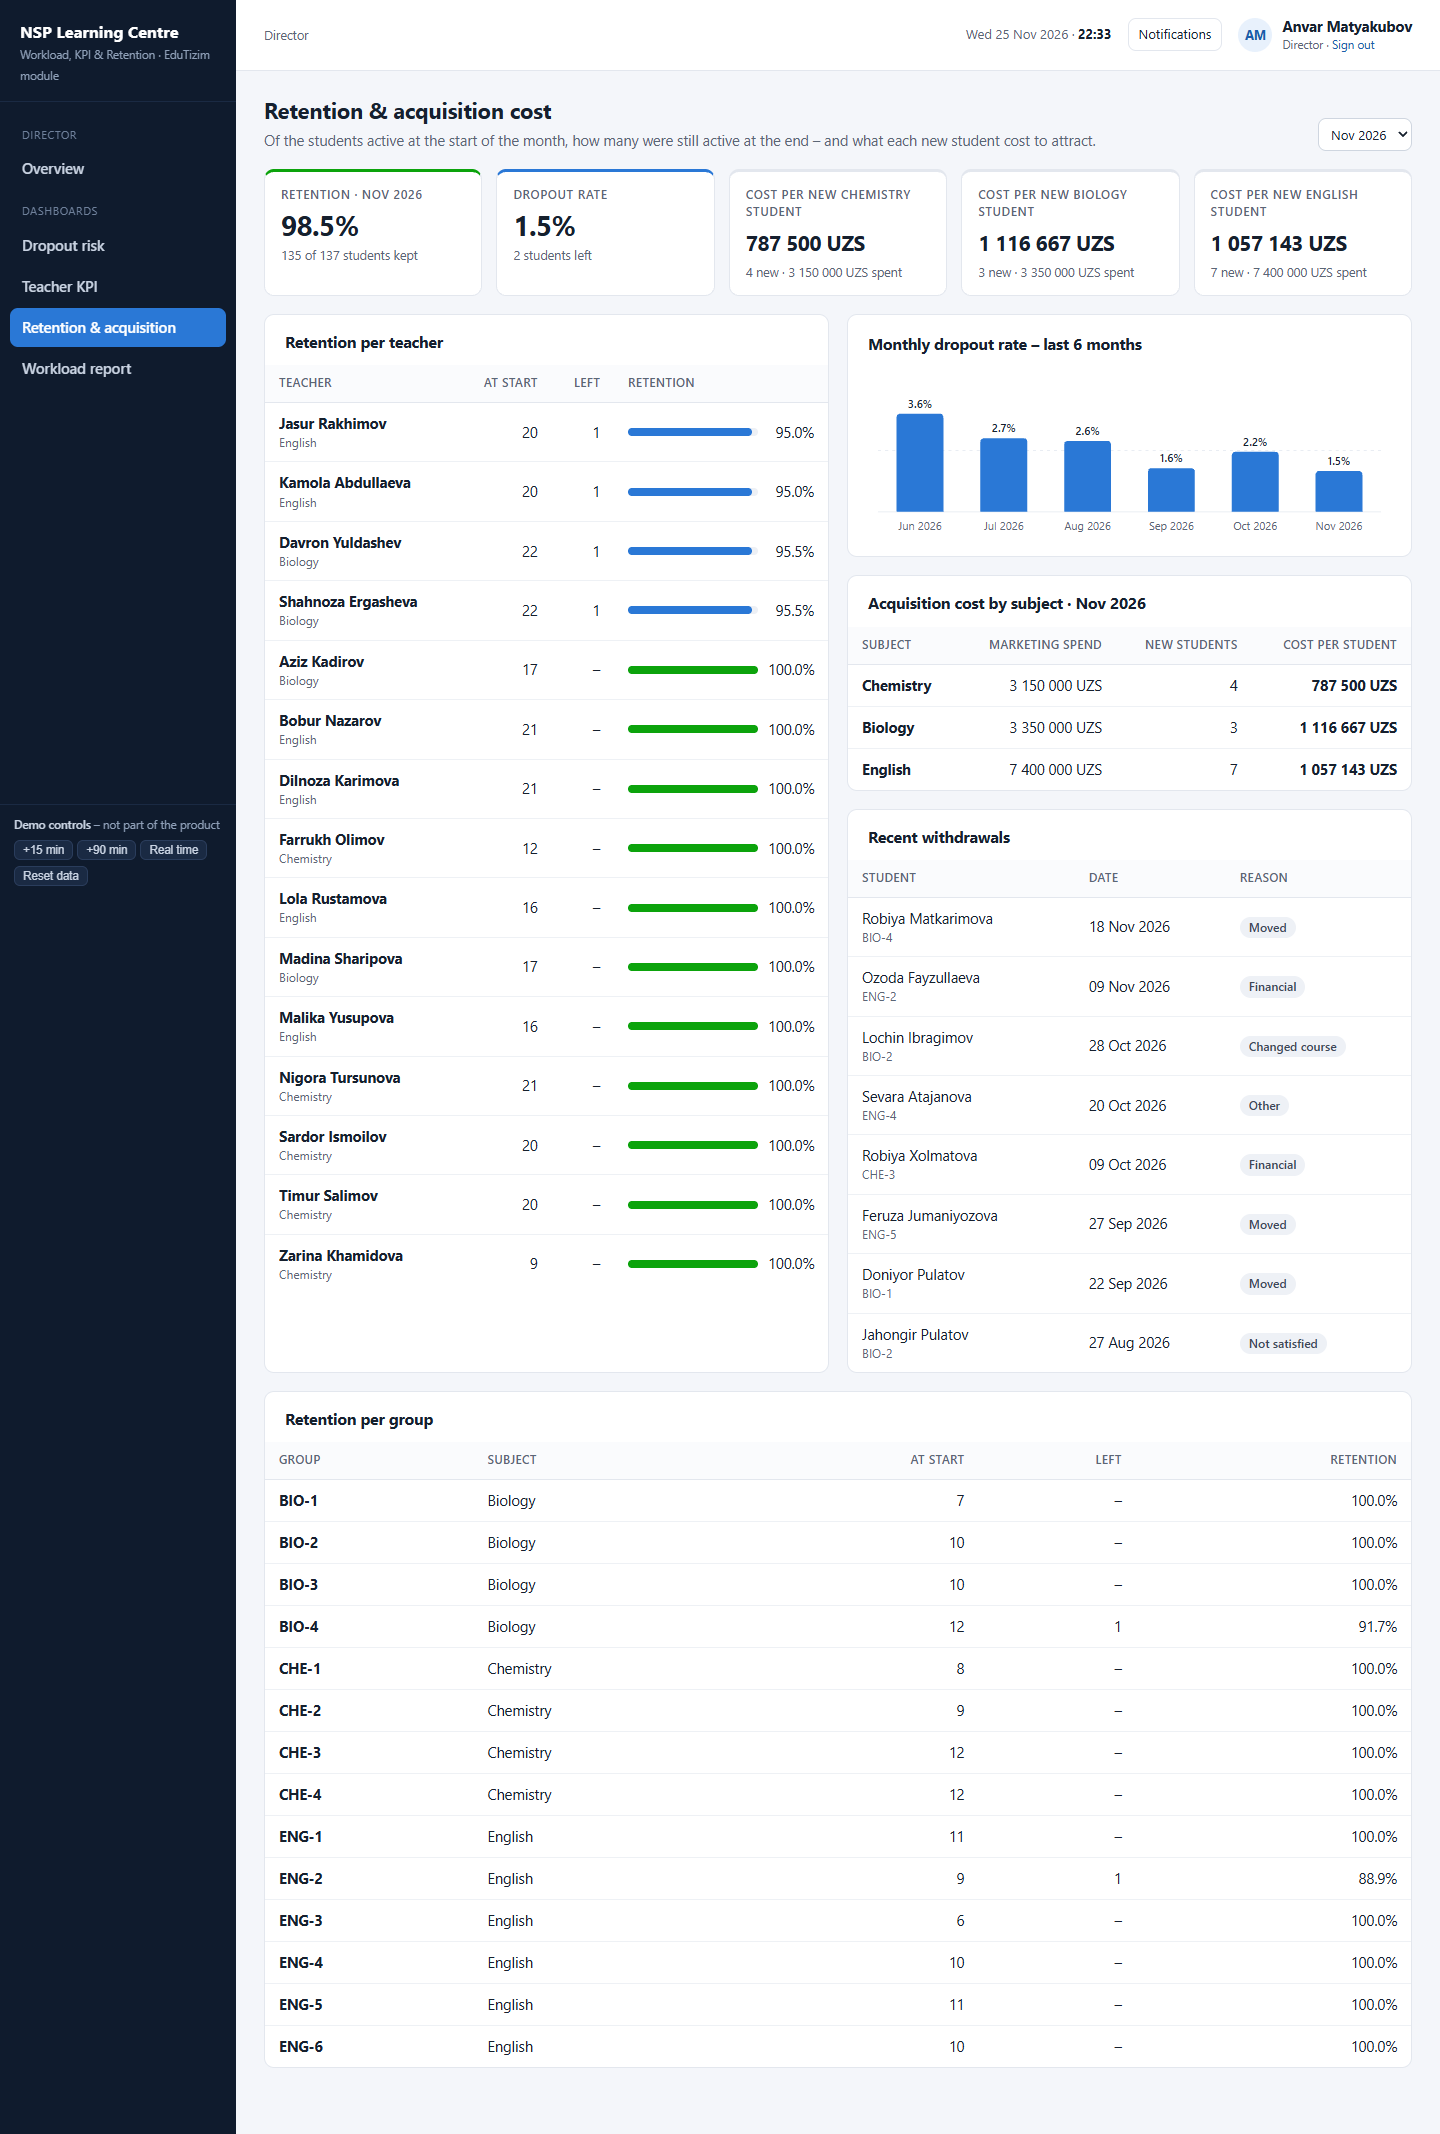 NSP Learning Centre
Workload, KPI & Retention · EduTizim
module
DIRECTOR
Overview
DASHBOARDS
Dropout risk
Teacher KPI
Retention & acquisition
Workload report
Demo controls – not part of the product
+15 min +90 min Real time
Reset data
Director
Wed 25 Nov 2026 · 22:33
Notifications
AM
Anvar Matyakubov
Director · Sign out
Retention & acquisition cost
Of the students active at the start of the month, how many were still active at the end – and what each new student cost to attract.
Nov 2026
RETENTION · NOV 2026
98.5%
135 of 137 students kept
DROPOUT RATE
1.5%
2 students left
COST PER NEW CHEMISTRY
STUDENT
787 500 UZS
4 new · 3 150 000 UZS spent
COST PER NEW BIOLOGY
STUDENT
1 116 667 UZS
3 new · 3 350 000 UZS spent
COST PER NEW ENGLISH
STUDENT
1 057 143 UZS
7 new · 7 400 000 UZS spent
Retention per teacher
TEACHER AT START LEFT RETENTION
Jasur Rakhimov 20 1 95.0%
English
Kamola Abdullaeva 20 1 95.0%
English
Davron Yuldashev 22 1 95.5%
Biology
Shahnoza Ergasheva 22 1 95.5%
Biology
Aziz Kadirov 17 – 100.0%
Biology
Bobur Nazarov 21 – 100.0%
English
Dilnoza Karimova 21 – 100.0%
English
Farrukh Olimov 12 – 100.0%
Chemistry
Lola Rustamova 16 – 100.0%
English
Madina Sharipova 17 – 100.0%
Biology
Malika Yusupova 16 – 100.0%
English
Nigora Tursunova 21 – 100.0%
Chemistry
Sardor Ismoilov 20 – 100.0%
Chemistry
Timur Salimov 20 – 100.0%
Chemistry
Zarina Khamidova 9 – 100.0%
Chemistry
Monthly dropout rate – last 6 months
3.6% 2.7% 2.6% 1.6% 2.2% 1.5%
Jun 2026 Jul 2026 Aug 2026 Sep 2026 Oct 2026 Nov 2026
Acquisition cost by subject · Nov 2026
SUBJECT MARKETING SPEND NEW STUDENTS COST PER STUDENT
Chemistry 3 150 000 UZS 4 787 500 UZS
Biology 3 350 000 UZS 3 1 116 667 UZS
English 7 400 000 UZS 7 1 057 143 UZS
Recent withdrawals
STUDENT DATE REASON
Robiya Matkarimova 18 Nov 2026 Moved
BIO-4
Ozoda Fayzullaeva 09 Nov 2026 Financial
ENG-2
Lochin Ibragimov 28 Oct 2026 Changed course
BIO-2
Sevara Atajanova 20 Oct 2026 Other
ENG-4
Robiya Xolmatova 09 Oct 2026 Financial
CHE-3
Feruza Jumaniyozova 27 Sep 2026 Moved
ENG-5
Doniyor Pulatov 22 Sep 2026 Moved
BIO-1
Jahongir Pulatov 27 Aug 2026 Not satisfied
BIO-2
Retention per group
GROUP SUBJECT AT START LEFT RETENTION
BIO-1 Biology 7 – 100.0%
BIO-2 Biology 10 – 100.0%
BIO-3 Biology 10 – 100.0%
BIO-4 Biology 12 1 91.7%
CHE-1 Chemistry 8 – 100.0%
CHE-2 Chemistry 9 – 100.0%
CHE-3 Chemistry 12 – 100.0%
CHE-4 Chemistry 12 – 100.0%
ENG-1 English 11 – 100.0%
ENG-2 English 9 1 88.9%
ENG-3 English 6 – 100.0%
ENG-4 English 10 – 100.0%
ENG-5 English 11 – 100.0%
ENG-6 English 10 – 100.0%